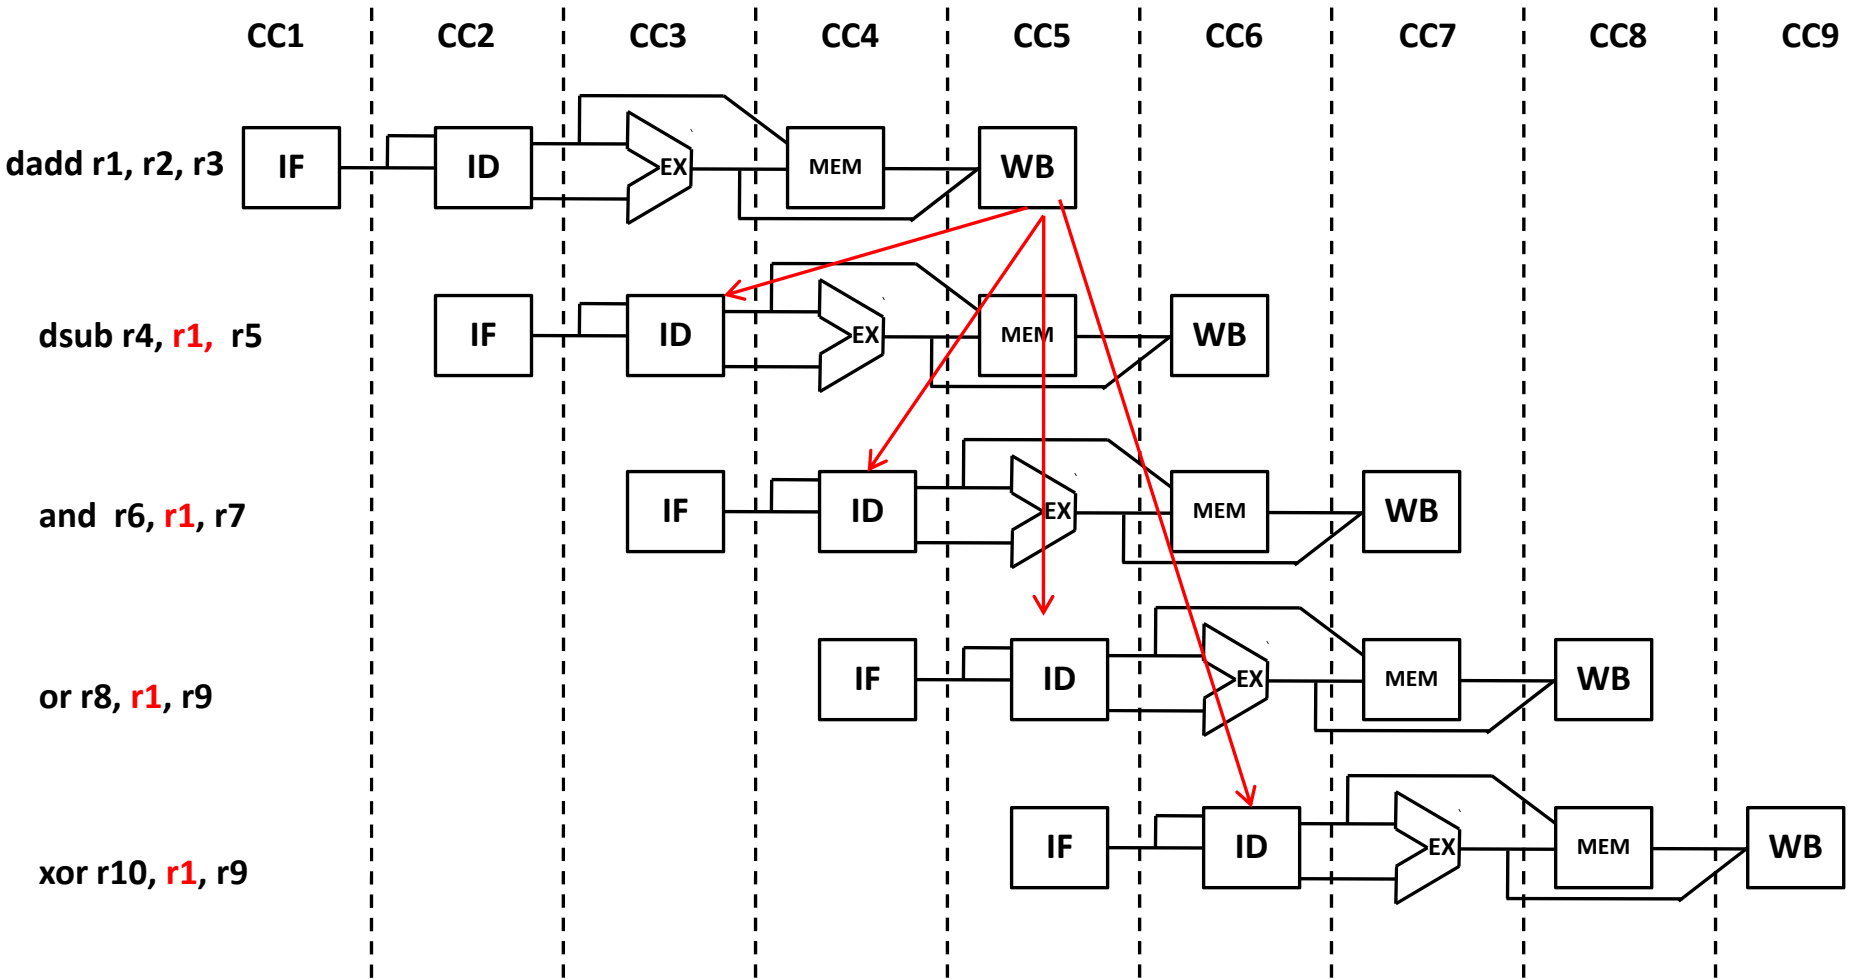 CC1 CC2 CC3 CC4 CC5 CC6 CC7 CC8 CC9
dadd r1, r2, r3 IF ID EX MEM WB
dsub r4, r1, r5 IF ID EX MEM WB
and r6, r1, r7 IF ID EX MEM WB
or r8, r1, r9 IF ID EX MEM WB
xor r10, r1, r9 IF ID EX MEM WB